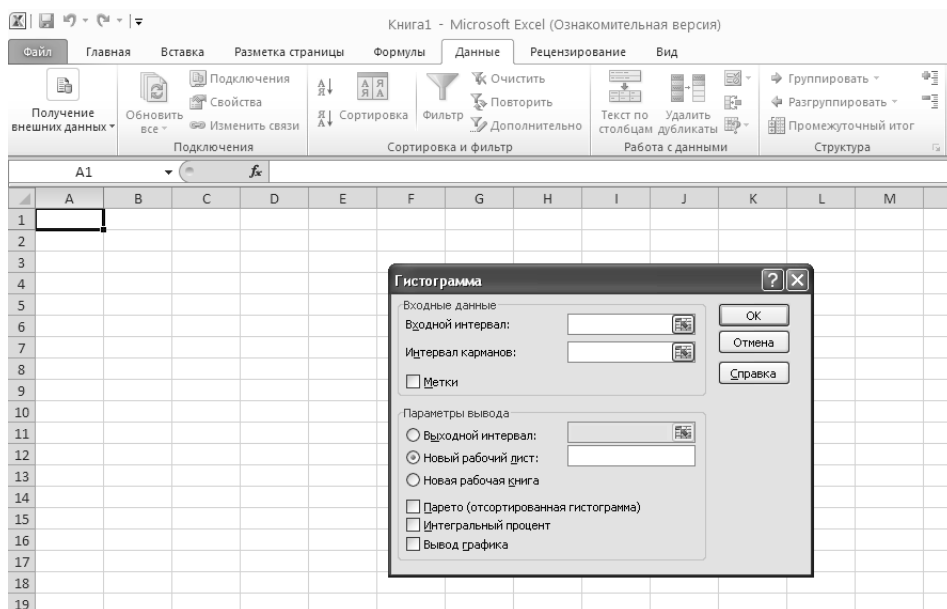 Книга1 - Microsoft Excel (Ознакомительная версия)
Файл Главная Вставка Разметка страницы Формулы Данные Рецензирование Вид
Получение внешних данных
Обновить все
Подключения
Свойства
Изменить связи
Подключения
А Я
Я А
Сортировка
Фильтр
Очистить
Повторить
Дополнительно
Сортировка и фильтр
Текст по столбцам
Удалить дубликаты
Работа с данными
Группировать
Разгруппировать
Промежуточный итог
Структура
A1 fx
A B C D E F G H I J K L M
1
2
3
4
5
6
7
8
9
10
11
12
13
14
15
16
17
18
19
Гистограмма
Входные данные
Входной интервал:
Интервал карманов:
Метки
OK
Отмена
Справка
Параметры вывода
Выходной интервал:
Новый рабочий лист:
Новая рабочая книга
Парето (отсортированная гистограмма)
Интегральный процент
Вывод графика